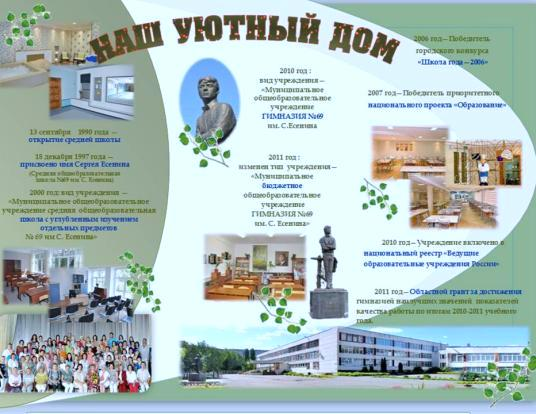 НАШ УЮТНЫЙ ДОМ
13 сентября 1990 года –
открытие средней школы
18 декабря 1997 года –
присвоено имя Сергея Есенина
(Средняя общеобразовательная
школа №69 им. С. Есенина)
2000 год: вид учреждения –
«Муниципальное общеобразовательное
учреждение средняя общеобразовательная
школа с углубленным изучением
отдельных предметов
№ 69 им С. Есенина»
2010 год :
вид учреждения –
«Муниципальное
общеобразовательное
учреждение
ГИМНАЗИЯ №69
им. С.Есенина
2011 год :
изменен тип учреждения –
«Муниципальное
бюджетное
общеобразовательное
учреждение
ГИМНАЗИЯ №69
им. С. Есенина»
2006 год – Победитель
городского конкурса
«Школа года – 2006»
2007 год – Победитель приоритетного
национального проекта «Образование»
2010 год – Учреждение включено в
национальный реестр «Ведущие
образовательные учреждения России»
2011 год – Областной грант за достижения
гимназией наилучших значений показателей
качества работы по итогам 2010-2011 учебного
года.